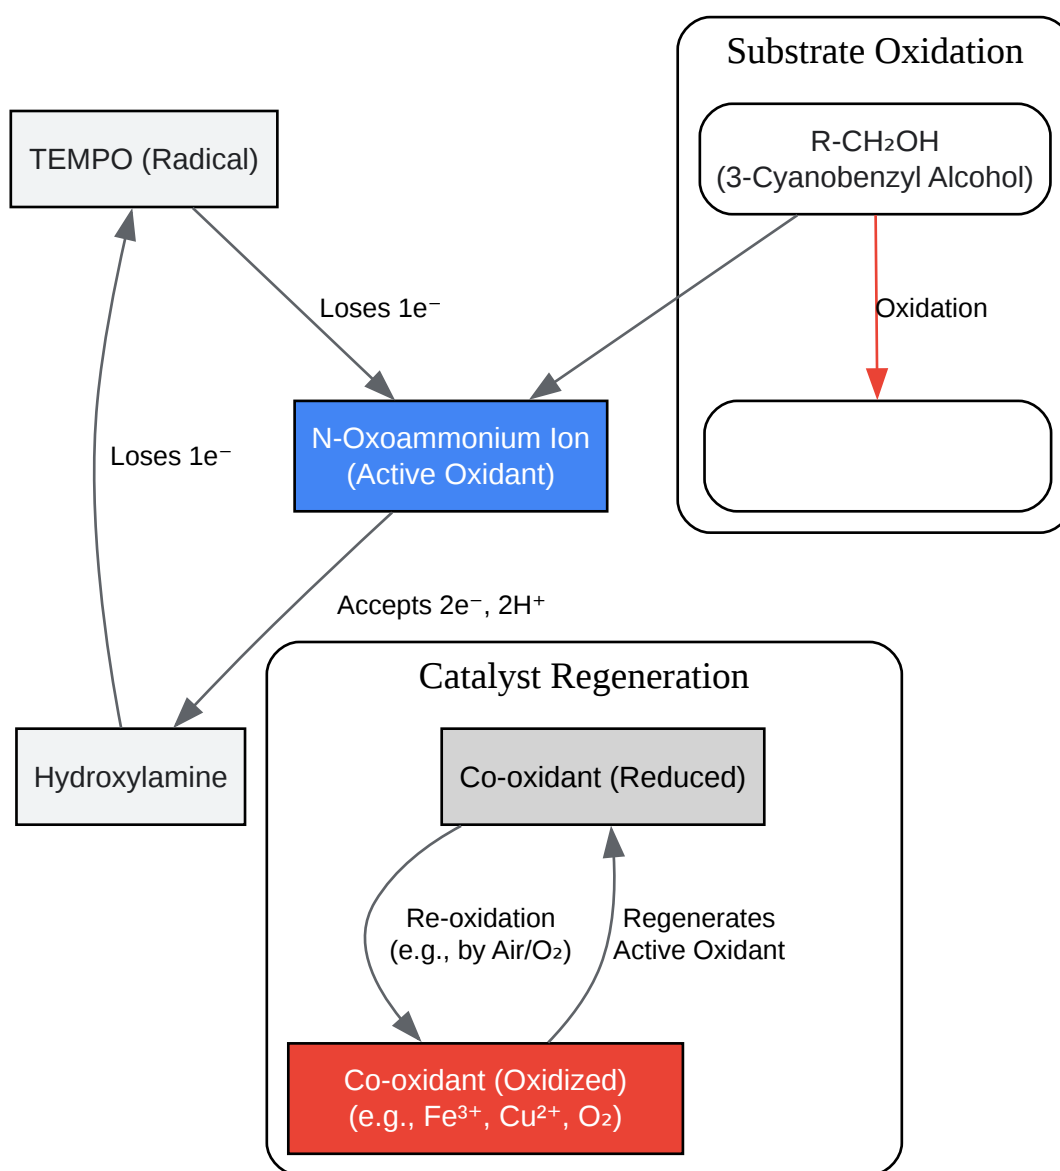 Substrate Oxidation
TEMPO (Radical)
R-CH₂OH
(3-Cyanobenzyl Alcohol)
Loses 1e⁻
Oxidation
N-Oxoammonium Ion
(Active Oxidant)
Loses 1e⁻
Accepts 2e⁻, 2H⁺
Catalyst Regeneration
Hydroxylamine
Co-oxidant (Reduced)
Re-oxidation
(e.g., by Air/O₂)
Regenerates
Active Oxidant
Co-oxidant (Oxidized)
(e.g., Fe³⁺, Cu²⁺, O₂)